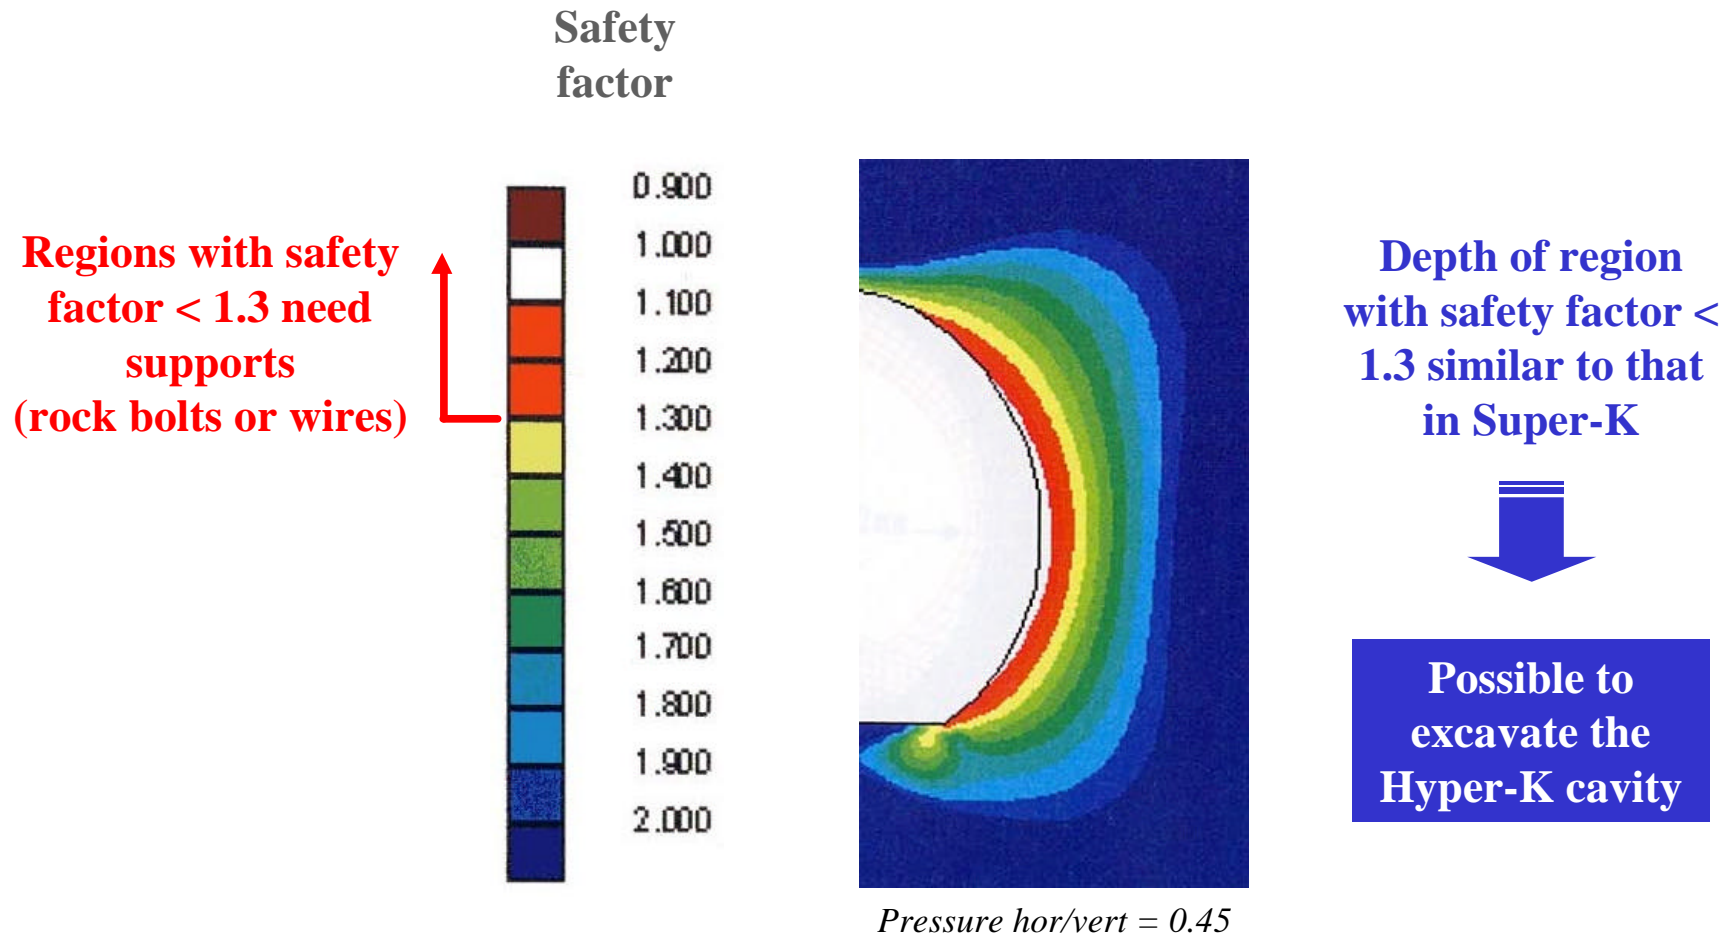 Safety
factor
Regions with safety
factor < 1.3 need
supports
(rock bolts or wires)
0.900
1.000
1.100
1.200
1.300
1.400
1.500
1.600
1.700
1.800
1.900
2.000
Pressure hor/vert = 0.45
Depth of region
with safety factor <
1.3 similar to that
in Super-K
Possible to
excavate the
Hyper-K cavity